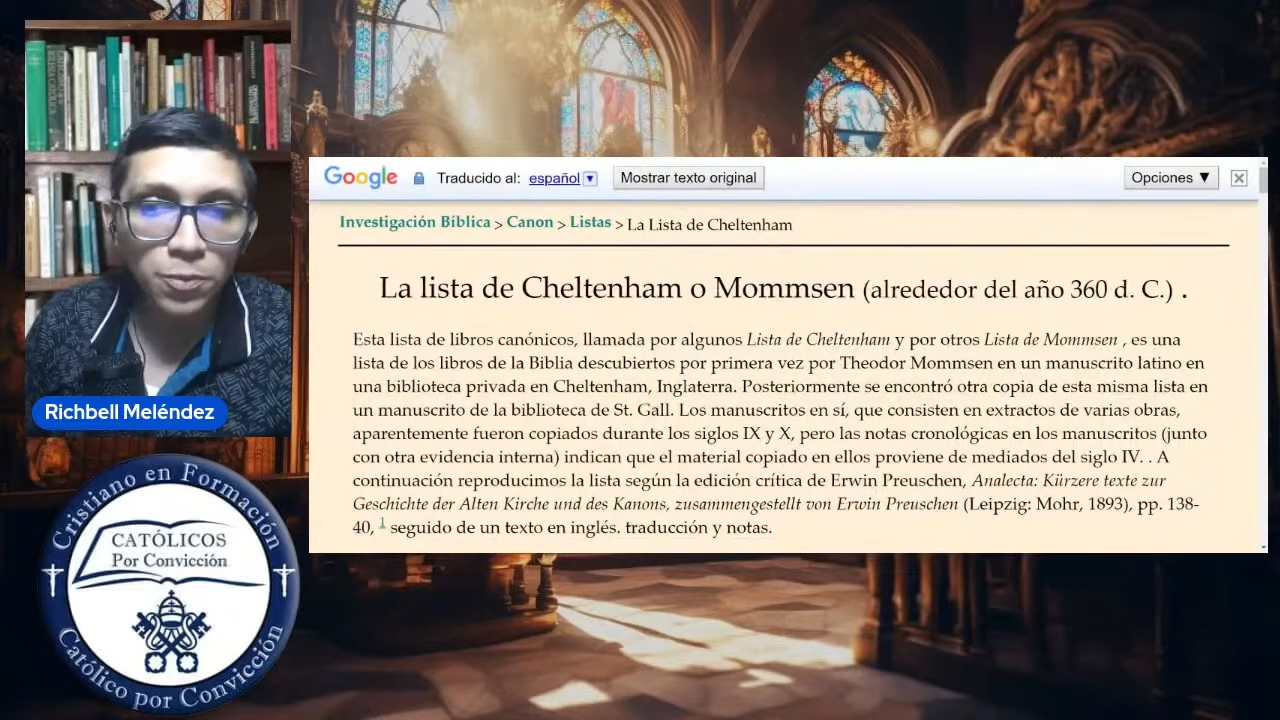 Google Traducido al: español ▼ Mostrar texto original Opciones ▼
Investigación Bíblica > Canon > Listas > La Lista de Cheltenham
La lista de Cheltenham o Mommsen (alrededor del año 360 d. C.) .
Esta lista de libros canónicos, llamada por algunos Lista de Cheltenham y por otros Lista de Mommsen , es una
lista de los libros de la Biblia descubiertos por primera vez por Theodor Mommsen en un manuscrito latino en
una biblioteca privada en Cheltenham, Inglaterra. Posteriormente se encontró otra copia de esta misma lista en
un manuscrito de la biblioteca de St. Gall. Los manuscritos en sí, que consisten en extractos de varias obras,
aparentemente fueron copiados durante los siglos IX y X, pero las notas cronológicas en los manuscritos (junto
con otra evidencia interna) indican que el material copiado en ellos proviene de mediados del siglo IV. . A
continuación reproducimos la lista según la edición crítica de Erwin Preuschen, Analecta: Kürzere texte zur
Geschichte der Alten Kirche und des Kanons, zusammengestellt von Erwin Preuschen (Leipzig: Mohr, 1893), pp. 138-
40, 1 seguido de un texto en inglés. traducción y notas.
Richbell Meléndez
Cristiano en Formación
CATÓLICOS
Por Convicción
Católico por Convicción